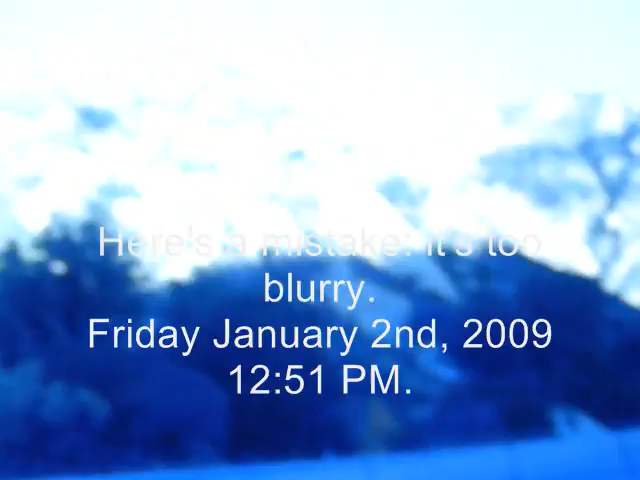 Here's a mistake: it's too
blurry.
Friday January 2nd, 2009
12:51 PM.